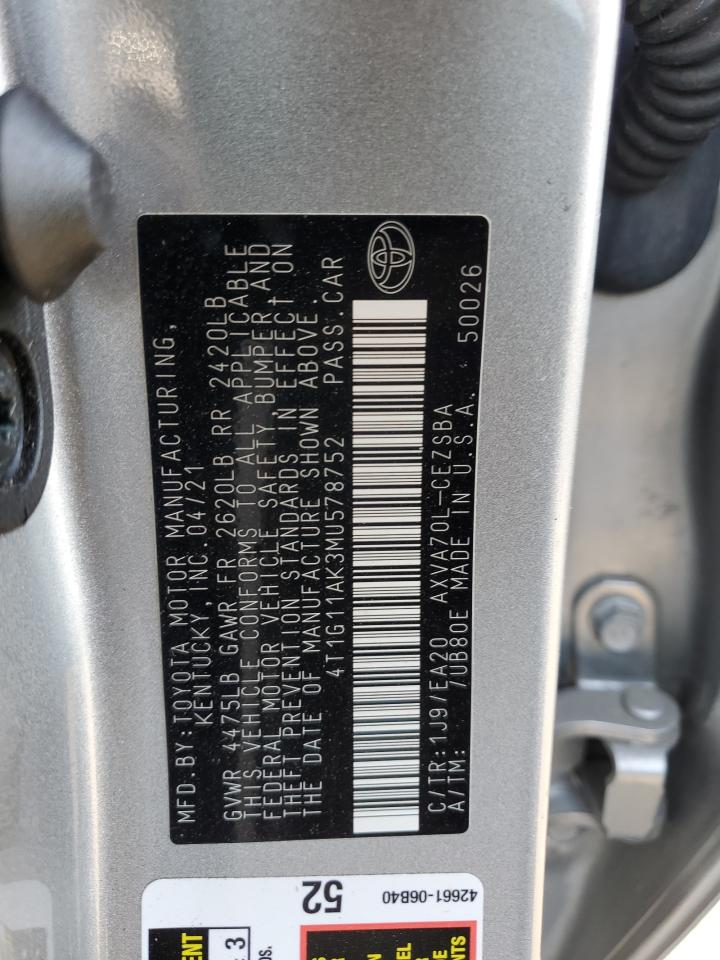 MFD.BY:TOYOTA MOTOR MANUFACTURING,
KENTUCKY, INC. 04/21
GVWR 4475LB GAWR FR 2620LB RR 2420LB
THIS VEHICLE CONFORMS TO ALL APPLICABLE
FEDERAL MOTOR VEHICLE SAFETY, BUMPER, AND
THEFT PREVENTION STANDARDS IN EFFECT ON
THE DATE OF MANUFACTURE SHOWN ABOVE.
4T1G11AK3MU578752 PASS.CAR
C/TR:1J9/EA20 AXVA70L-CEZSBA
A/TM: /UB80E MADE IN U.S.A. 50026
52
42661-06B40
3